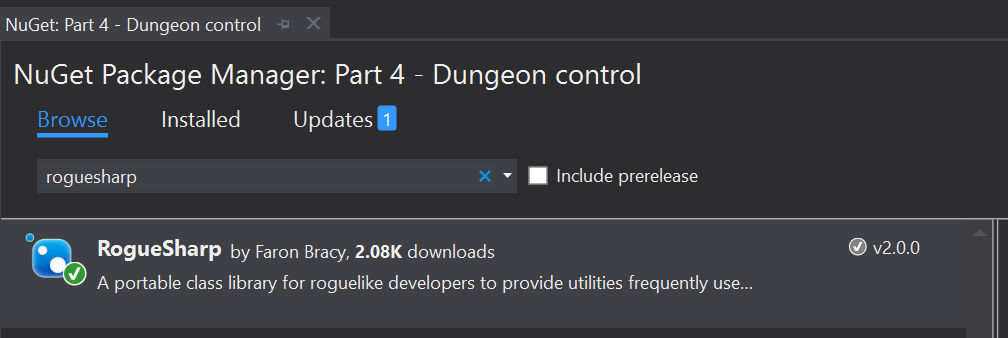 NuGet: Part 4 - Dungeon control
NuGet Package Manager: Part 4 - Dungeon control
Browse Installed Updates 1
roguesharp Include prerelease
RogueSharp by Faron Bracy, 2.08K downloads v2.0.0
A portable class library for roguelike developers to provide utilities frequently use...